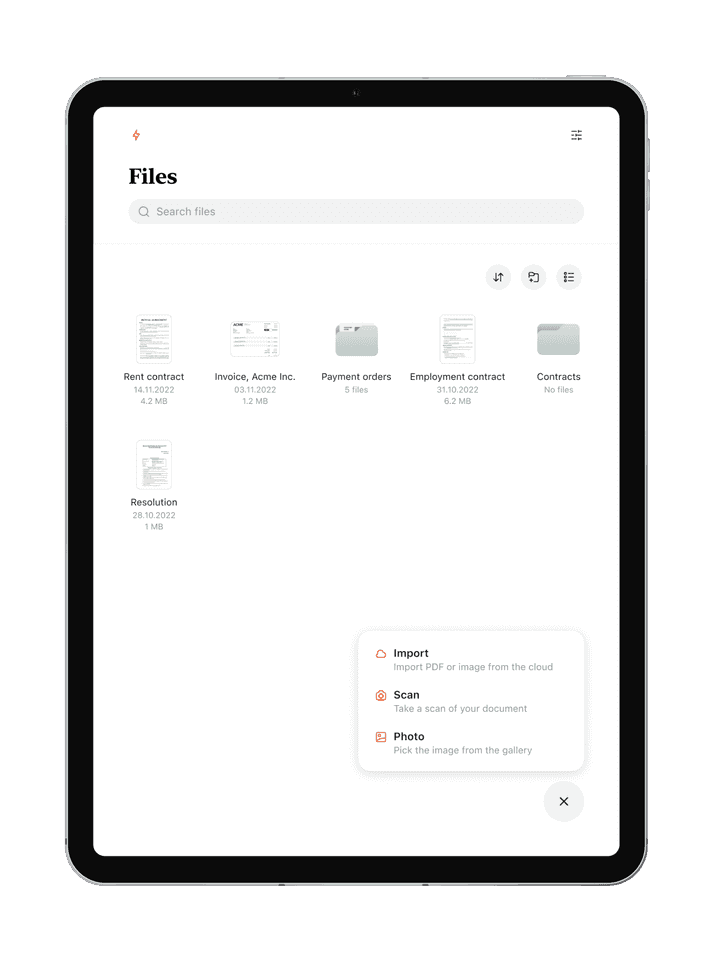 Files
Search files
Rent contract
14.11.2022
4.2 MB
Invoice, Acme Inc.
03.11.2022
1.2 MB
Payment orders
5 files
Employment contract
31.10.2022
6.2 MB
Contracts
No files
ACME
Resolution
28.10.2022
1 MB
Import
Import PDF or image from the cloud
Scan
Take a scan of your document
Photo
Pick the image from the gallery